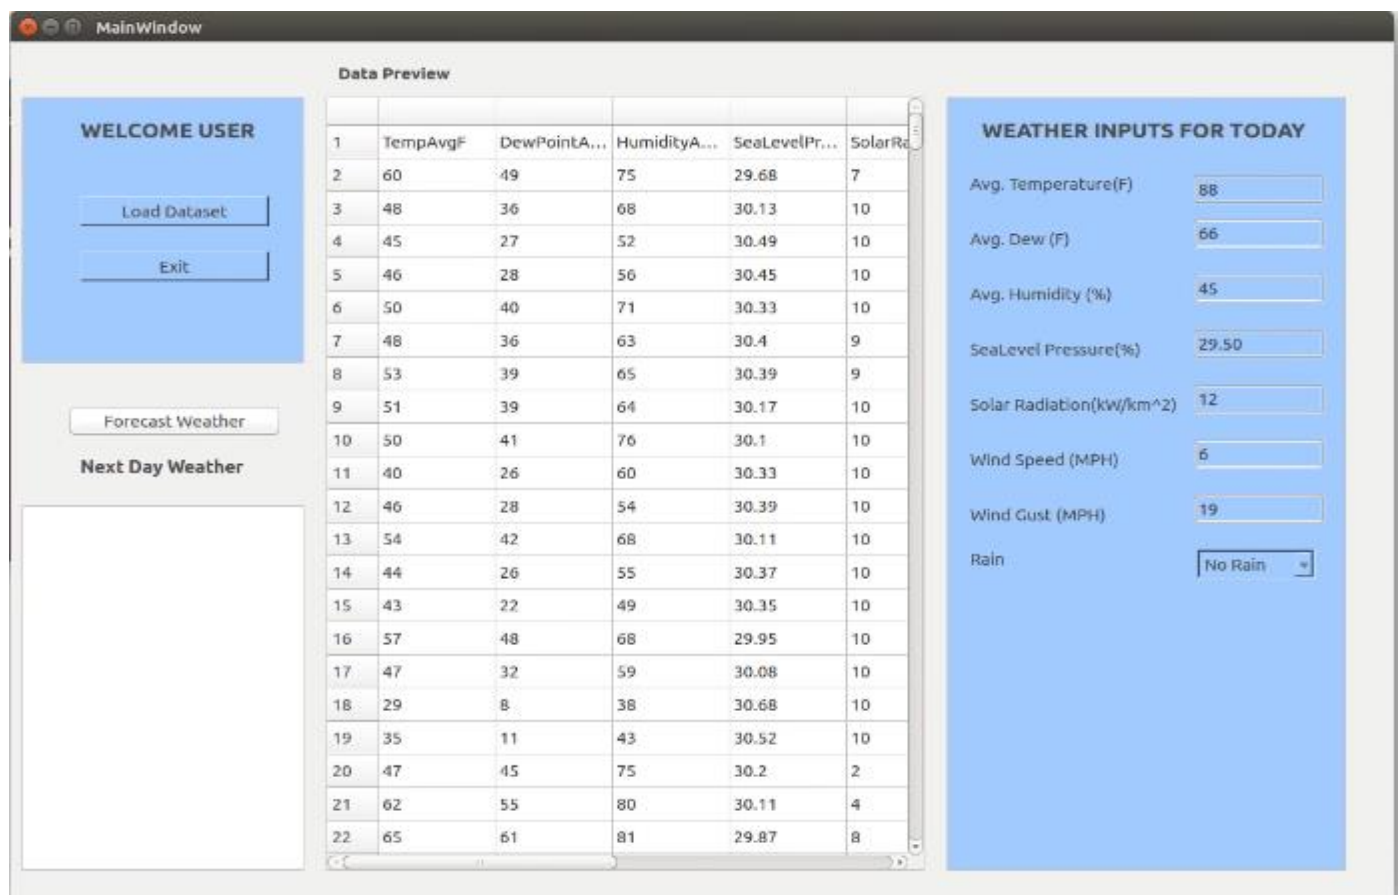 MainWindow
Data Preview
WELCOME USER
Load Dataset
Exit
Forecast Weather
Next Day Weather
1 TempAvgF DewPointA... HumidityA... SeaLevelPr... SolarRa
2 60 49 75 29.68 7
3 48 36 68 30.13 10
4 45 27 52 30.49 10
5 46 28 56 30.45 10
6 50 40 71 30.33 10
7 48 36 63 30.4 9
8 53 39 65 30.39 9
9 51 39 64 30.17 10
10 50 41 76 30.1 10
11 40 26 60 30.33 10
12 46 28 54 30.39 10
13 54 42 68 30.11 10
14 44 26 55 30.37 10
15 43 22 49 30.35 10
16 57 48 68 29.95 10
17 47 32 59 30.08 10
18 29 8 38 30.68 10
19 35 11 43 30.52 10
20 47 45 75 30.2 2
21 62 55 80 30.11 4
22 65 61 81 29.87 8
WEATHER INPUTS FOR TODAY
Avg. Temperature(F) 88
Avg. Dew (F) 66
Avg. Humidity (%) 45
SeaLevel Pressure(%) 29.50
Solar Radiation(kW/km^2) 12
Wind Speed (MPH) 6
Wind Gust (MPH) 19
Rain No Rain